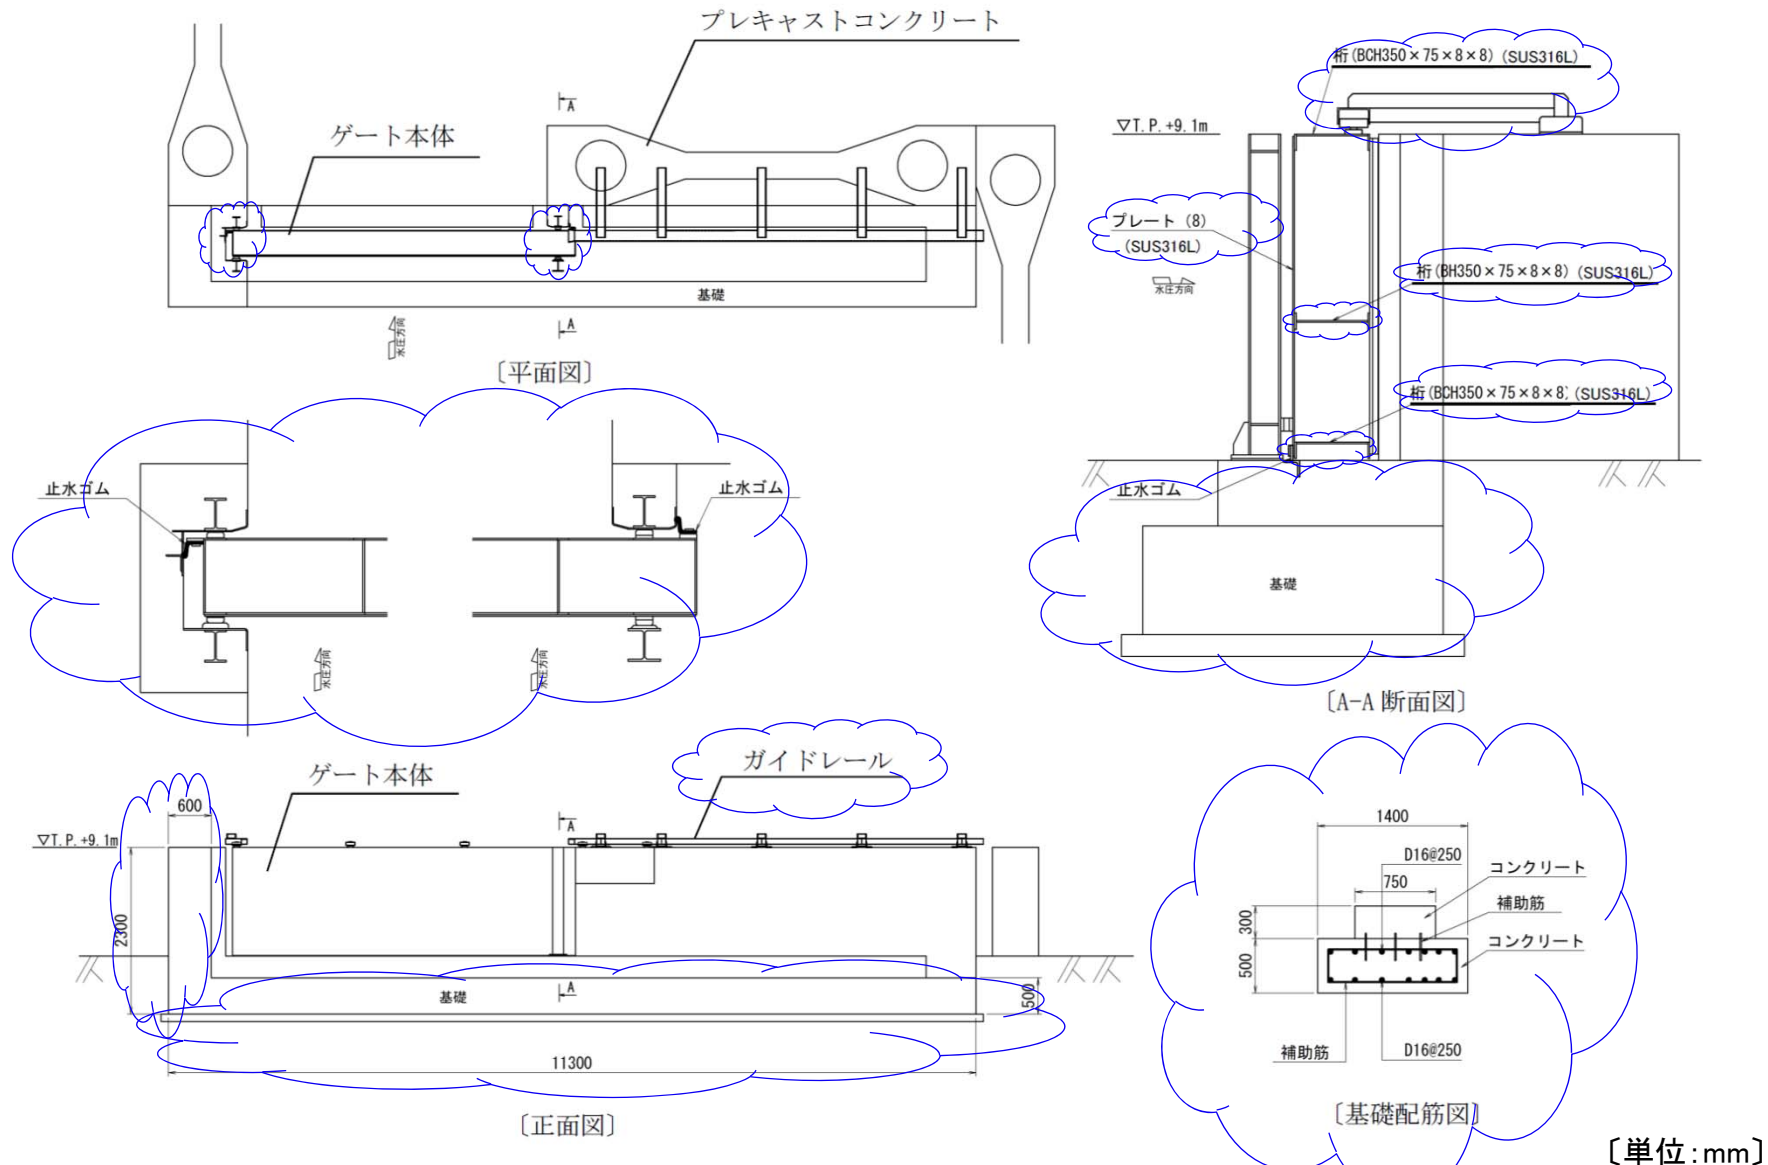 プレキャストコンクリート
A
ゲート本体
基礎
A
水圧方向
〔平面図〕
桁(BCH350×75×8×8)(SUS316L)
▽T.P.+9.1m
プレート (8)
(SUS316L)
水圧方向
桁(BH350×75×8×8) (SUS316L)
桁(BCH350×75×8×8)(SUS316L)
止水ゴム
基礎
〔A-A 断面図〕
止水ゴム
止水ゴム
水圧方向
水圧方向
ゲート本体
ガイドレール
600
A
▽T.P.+9.1m
2300
基礎
A
500
11300
〔正面図〕
1400
D16@250
コンクリート
750
補助筋
300
コンクリート
500
補助筋
D16@250
〔基礎配筋図〕
〔単位:mm〕